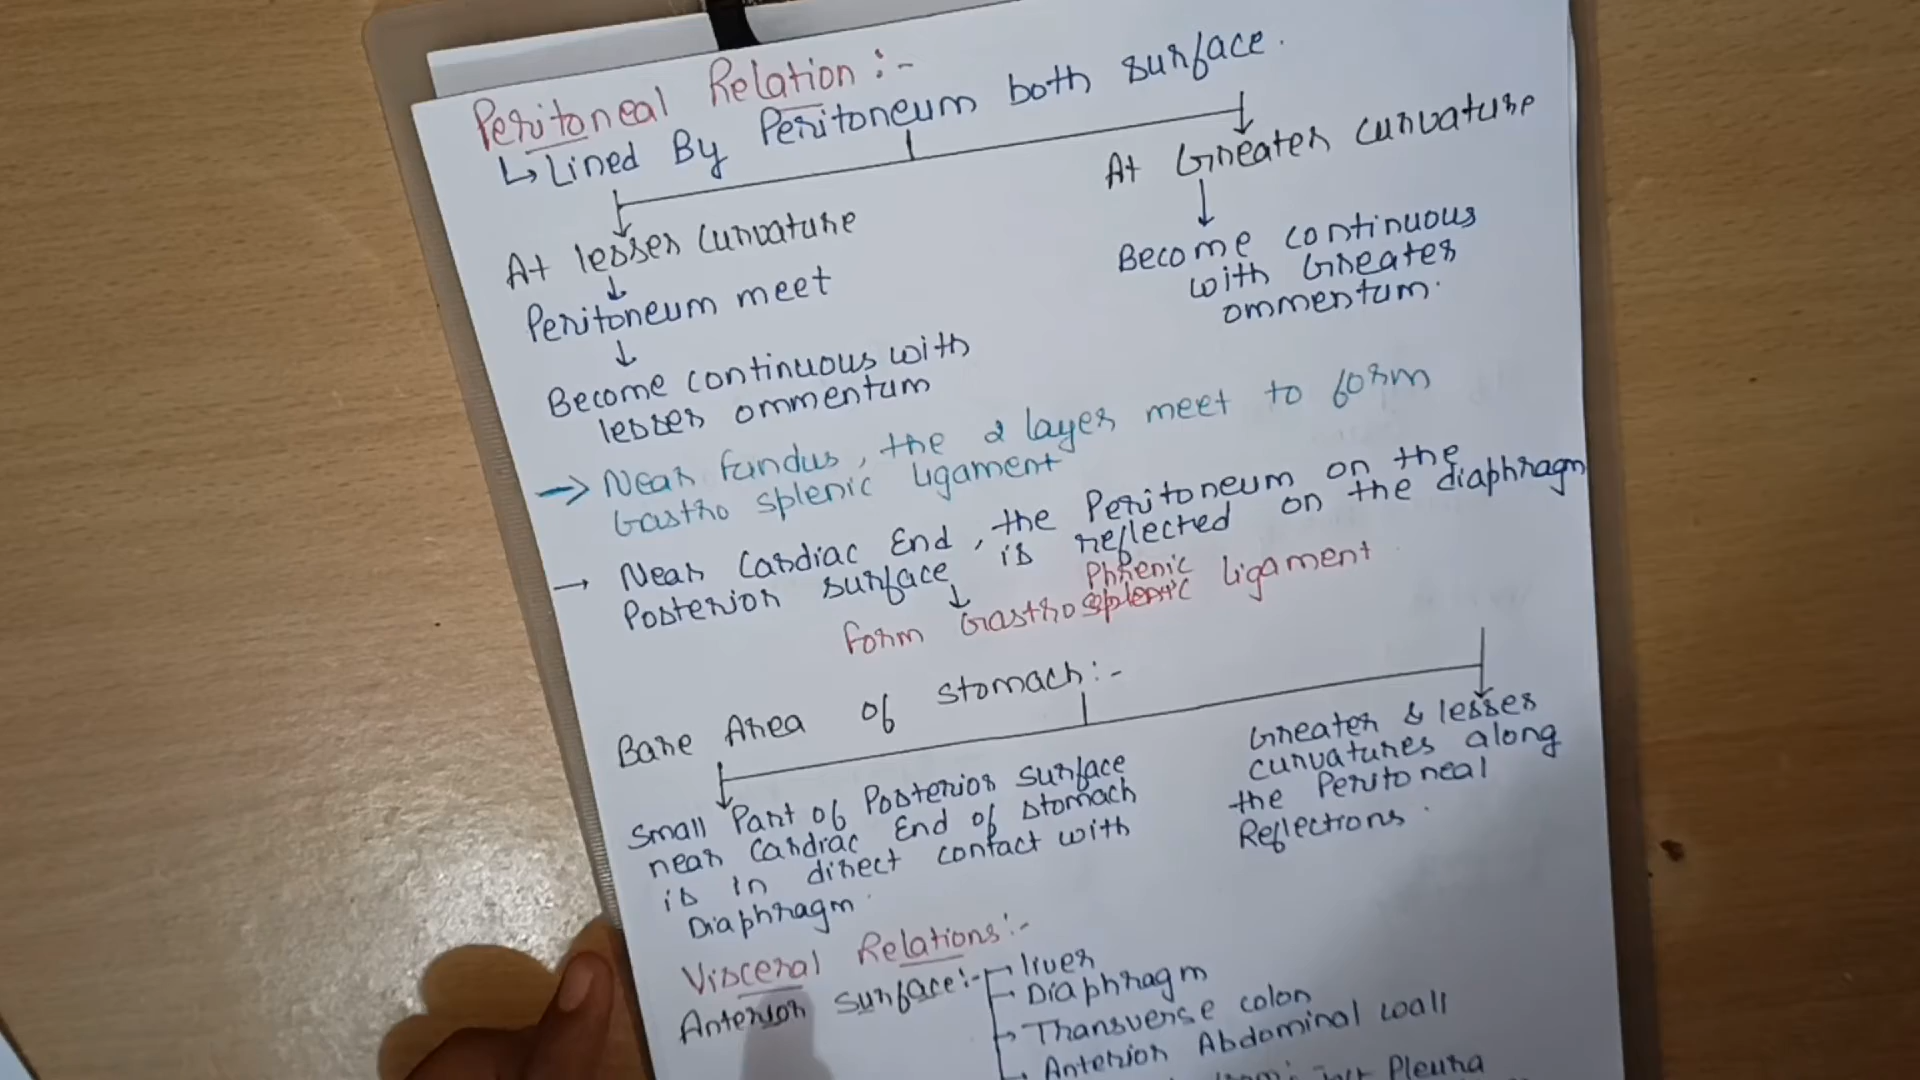 Peritoneal Relation :-
↳ Lined By Peritoneum both surface.
At lesser curvature
↓
Peritoneum meet
↓
Become continuous with
lesser ommentum
At Greater curvature
↓
Become continuous
with Greater
ommentum.
→ Near fundus, the 2 layer meet to form
Gastro splenic ligament
→ Near Cardiac End, the Peritoneum on the
Posterior surface is reflected on the diaphragm
↓
Phrenic
form Gastrosplenic ligament
Bare Area of stomach:-
Small Part of Posterior surface
near Cardiac End of stomach
is in direct contact with
Diaphragm.
Greater & lesser
curvatures along
the Peritoneal
Reflections.
Visceral Relations:-
Anterior surface:- liver
Diaphragm
Transverse colon
Anterior Abdominal wall
Pleura